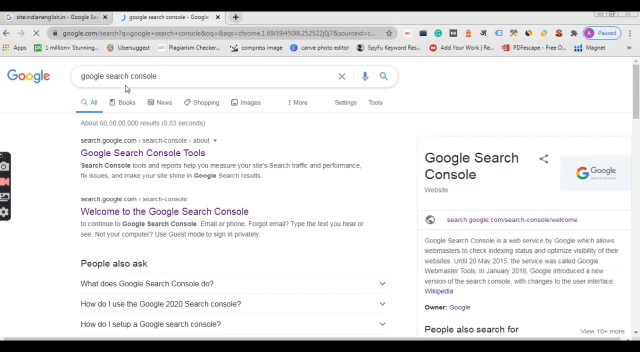 site:indianenglish.in - Google Sea
google search console - Google
google.com/search?q=google+search+console
Paused
Apps
1 million+ Stunning...
Ubersuggest
Plagiarism Checker...
compress image
canva photo editor
SpyFu Keyword Res...
Add Your Work | Re...
PDFescape - Free O...
Magnet
Google
google search console
All
Books
News
Shopping
Images
More
Settings
Tools
About 60,50,00,000 results (0.53 seconds)
search.google.com › search-console › about
Google Search Console Tools
Search Console tools and reports help you measure your site's Search traffic and performance,
fix issues, and make your site shine in Google Search results.
search.google.com › search-console
Welcome to the Google Search Console
to continue to Google Search Console. Email or phone. Forgot email? Type the text you hear or
see. Not your computer? Use Guest mode to sign in privately.
People also ask
What does Google Search Console do?
How do I use the Google 2020 Search console?
How do I setup a Google search console?
Google Search
Console
Website
Google
Search Console
search.google.com/search-console/welcome
Google Search Console is a web service by Google which allows
webmasters to check indexing status and optimize visibility of their
websites. Until 20 May 2015, the service was called Google
Webmaster Tools. In January 2018, Google introduced a new
version of the search console, with changes to the user interface.
Wikipedia
Owner: Google
People also search for
View 10+ more